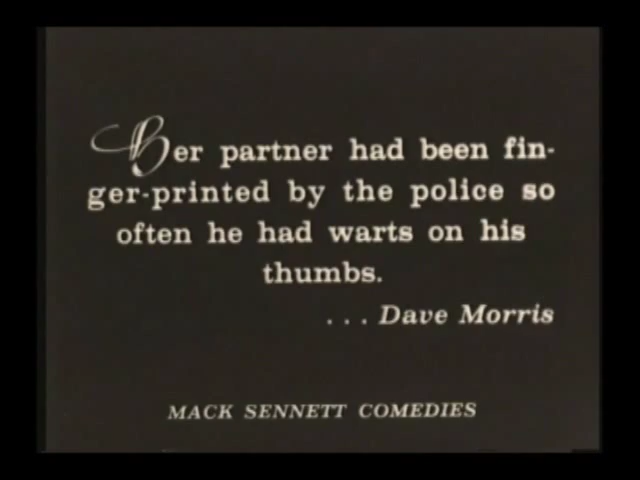 Her partner had been fin-
ger-printed by the police so
often he had warts on his
thumbs.
. . . Dave Morris
MACK SENNETT COMEDIES